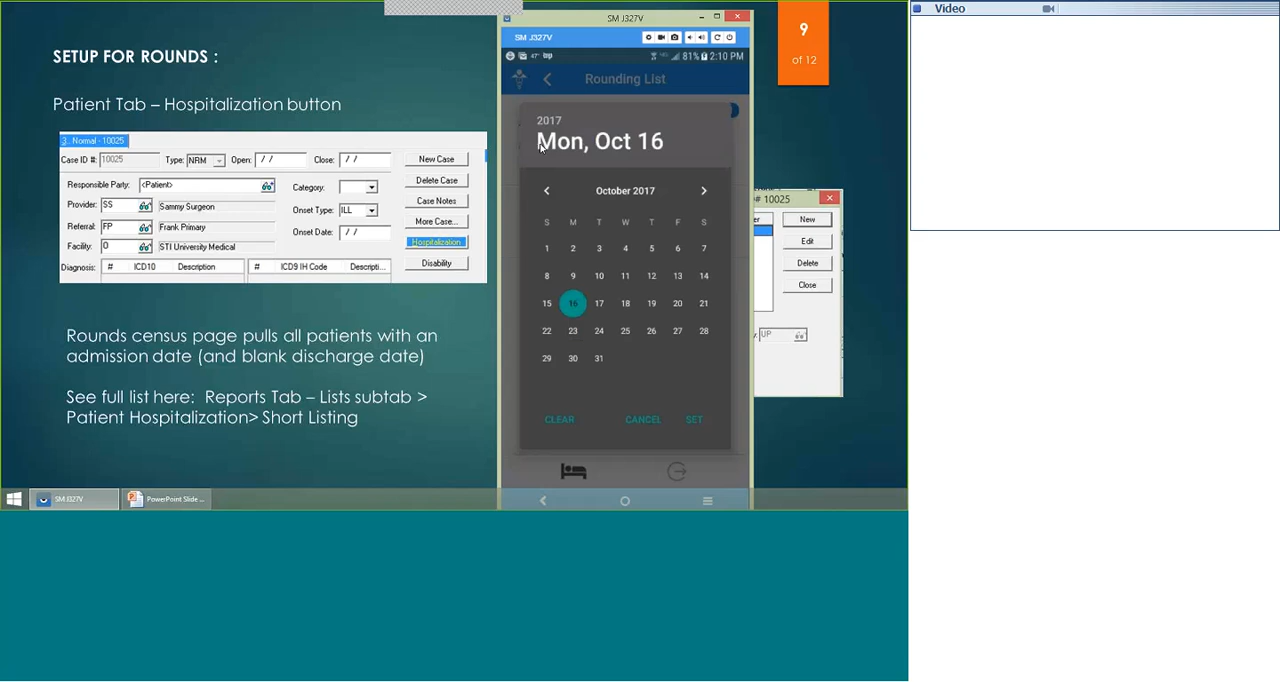 SETUP FOR ROUNDS :
Patient Tab – Hospitalization button
3. Normal - 10025
Case ID #: 10025 Type: NRM Open: / / Close: / / New Case
Delete Case
Responsible Party: <Patient> Category:
Case Notes
Provider: SS Sammy Surgeon Onset Type: ILL
More Case...
Referral: FP Frank Primary Onset Date: / /
Hospitalization
Facility: 0 STI University Medical
Disability
Diagnosis: # ICD10 Description # ICD9 IH Code Descripti...
Rounds census page pulls all patients with an
admission date (and blank discharge date)
See full list here: Reports Tab – Lists subtab >
Patient Hospitalization> Short Listing
SM J327V
SM J327V
47° 81% 2:10 PM
Rounding List
2017
Mon, Oct 16
October 2017
S M T W T F S
1 2 3 4 5 6 7
8 9 10 11 12 13 14
15 16 17 18 19 20 21
22 23 24 25 26 27 28
29 30 31
CLEAR CANCEL SET
9
of 12
# 10025
er New
Edit
Delete
Close
UP
SM J327V
PowerPoint Slide ...
Video